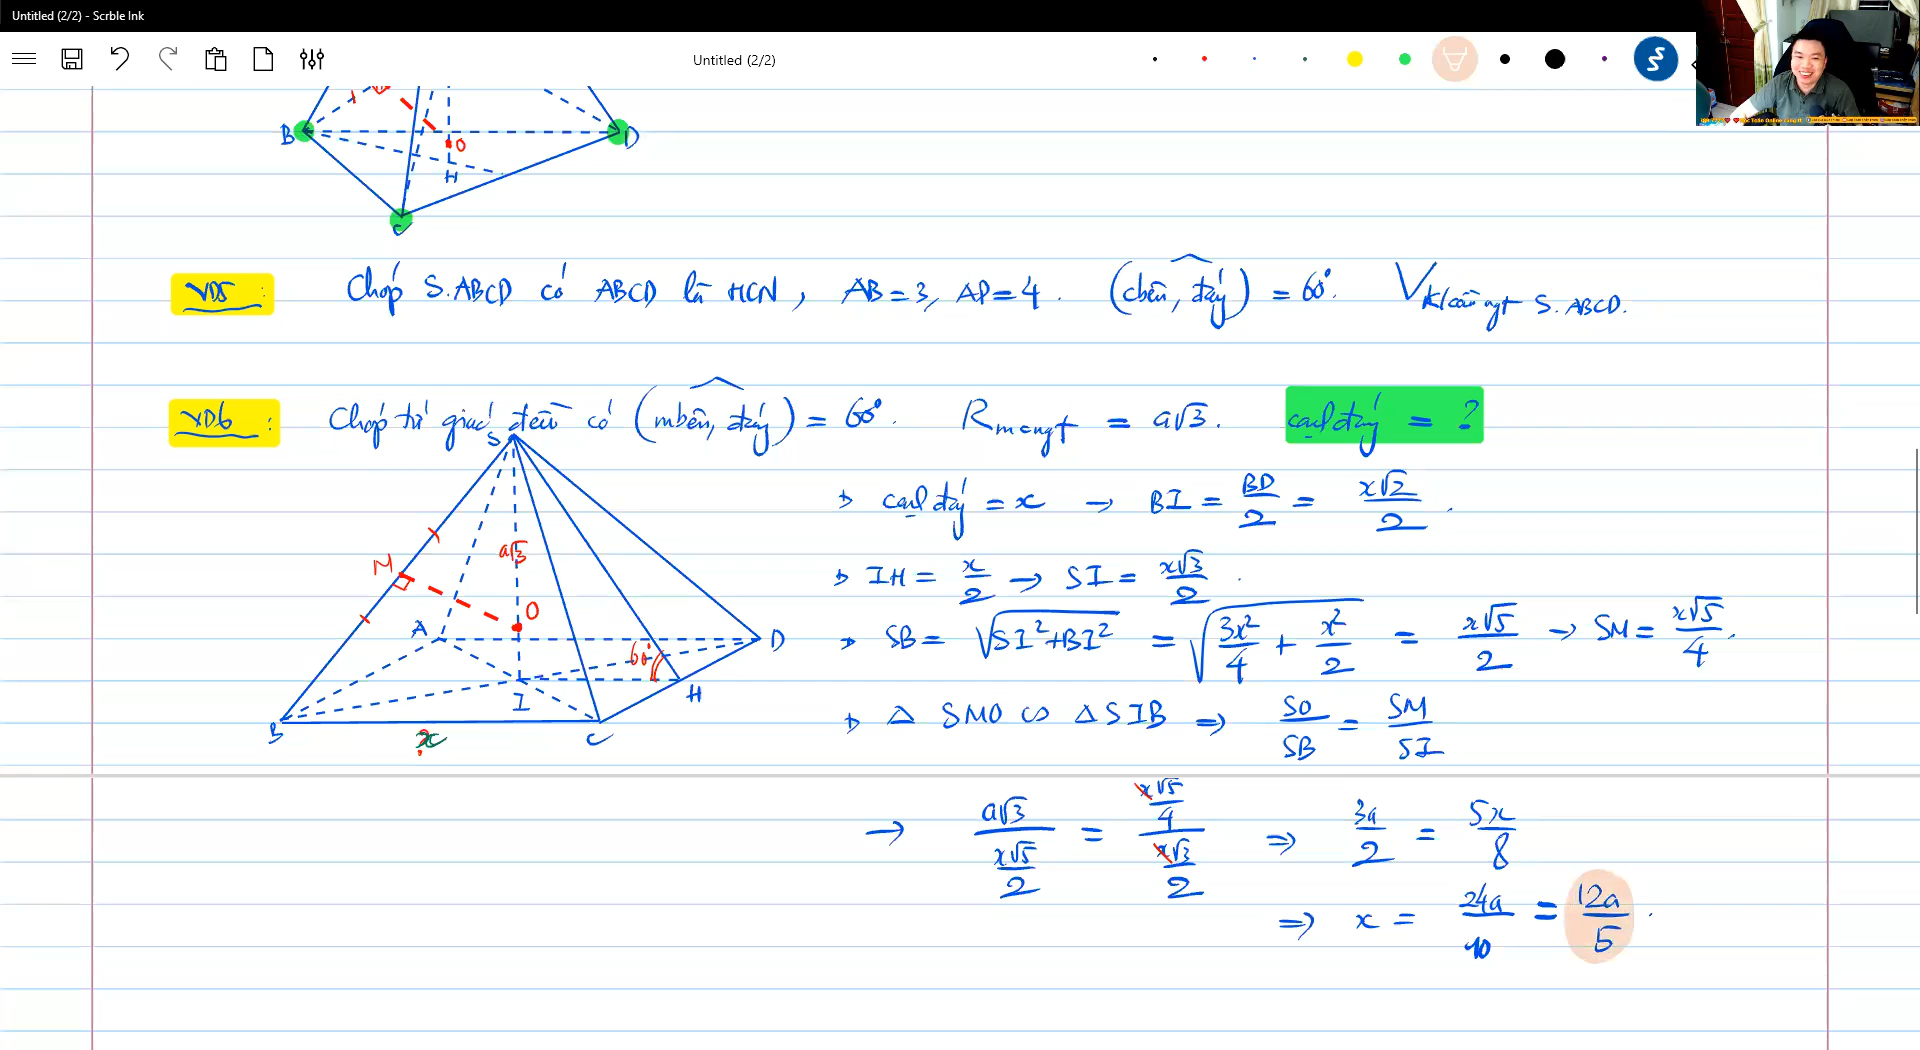 Untitled (2/2) - Scrble Ink
Untitled (2/2)
B D
O
H
C
VD5 : Chóp S.ABCD có ABCD là HCN, AB = 3, AD = 4. (cbên, đáy) = 60°. V K/cầu ngt S.ABCD.
VD6 : Chóp tứ giác đều có (mbên, đáy) = 60°. R mcngt = a√3. cạnh đáy = ?
S
cạnh đáy = x → BI = BD/2 = x√2/2.
a√3
M
IH = x/2 → SI = x√3/2.
O
A D
60°
SB = √(SI² + BI²) = √(3x²/4 + x²/2) = x√5/2 → SM = x√5/4.
I H
B x C
Δ SMO ∽ Δ SIB ⇒ SO/SB = SM/SI
→ a√3/(x√5/2) = (x√5/4)/(x√3/2) ⇒ 3a/2 = 5x/8
⇒ x = 24a/10 = 12a/5.